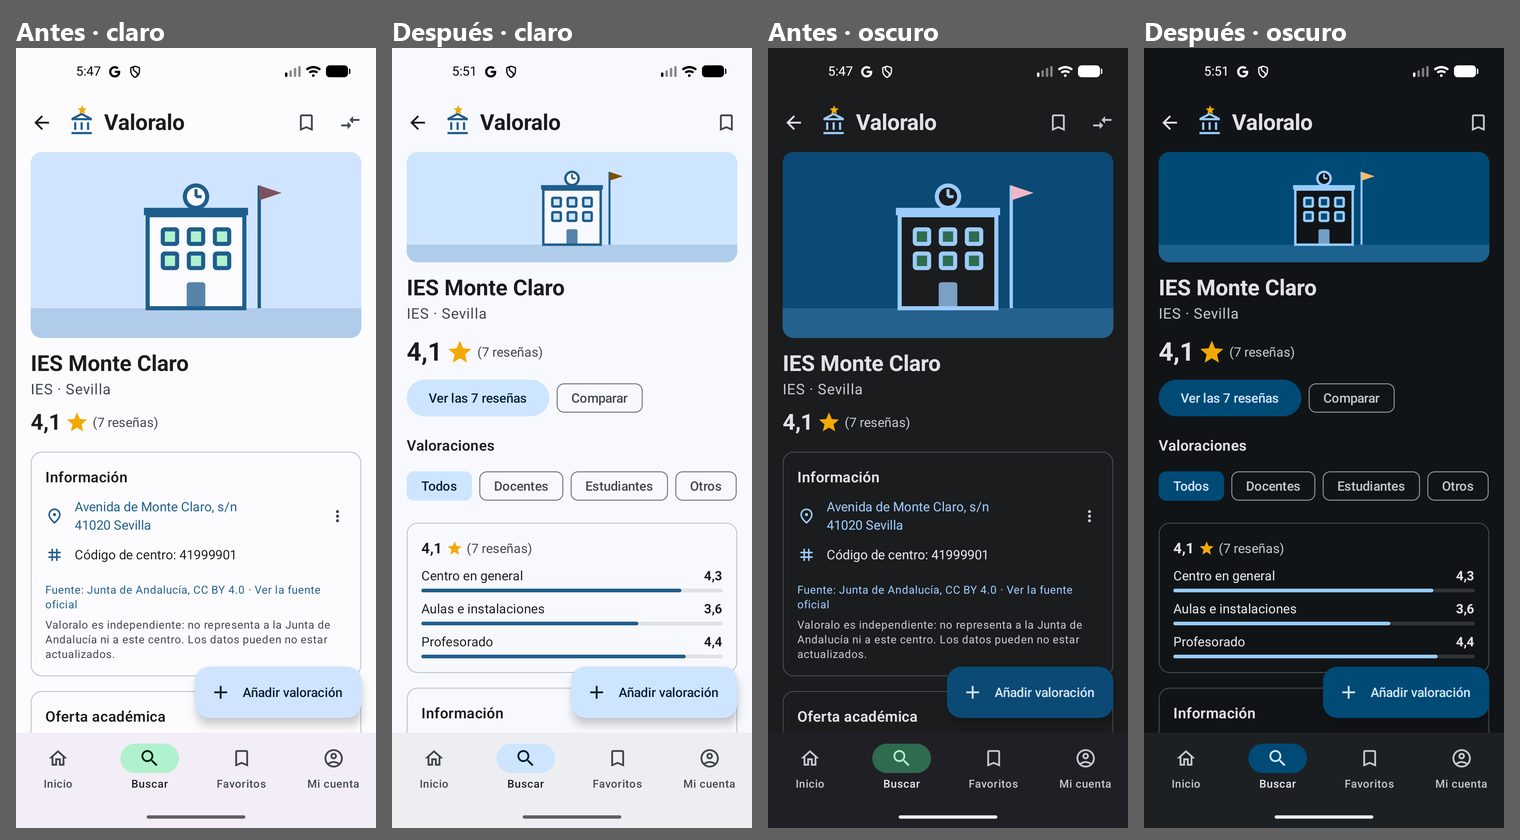 Antes · claro
5:47
Valoralo
IES Monte Claro
IES · Sevilla
4,1 (7 reseñas)
Información
Avenida de Monte Claro, s/n
41020 Sevilla
Código de centro: 41999901
Fuente: Junta de Andalucía, CC BY 4.0 · Ver la fuente
oficial
Valoralo es independiente: no representa a la Junta de
Andalucía ni a este centro. Los datos pueden no estar
actualizados.
Añadir valoración
Oferta académica
Inicio
Buscar
Favoritos
Mi cuenta
Después · claro
5:51
Valoralo
IES Monte Claro
IES · Sevilla
4,1 (7 reseñas)
Ver las 7 reseñas
Comparar
Valoraciones
Todos
Docentes
Estudiantes
Otros
4,1 (7 reseñas)
Centro en general 4,3
Aulas e instalaciones 3,6
Profesorado 4,4
Añadir valoración
Información
Inicio
Buscar
Favoritos
Mi cuenta
Antes · oscuro
5:47
Valoralo
IES Monte Claro
IES · Sevilla
4,1 (7 reseñas)
Información
Avenida de Monte Claro, s/n
41020 Sevilla
Código de centro: 41999901
Fuente: Junta de Andalucía, CC BY 4.0 · Ver la fuente
oficial
Valoralo es independiente: no representa a la Junta de
Andalucía ni a este centro. Los datos pueden no estar
actualizados.
Añadir valoración
Oferta académica
Inicio
Buscar
Favoritos
Mi cuenta
Después · oscuro
5:51
Valoralo
IES Monte Claro
IES · Sevilla
4,1 (7 reseñas)
Ver las 7 reseñas
Comparar
Valoraciones
Todos
Docentes
Estudiantes
Otros
4,1 (7 reseñas)
Centro en general 4,3
Aulas e instalaciones 3,6
Profesorado 4,4
Añadir valoración
Información
Inicio
Buscar
Favoritos
Mi cuenta